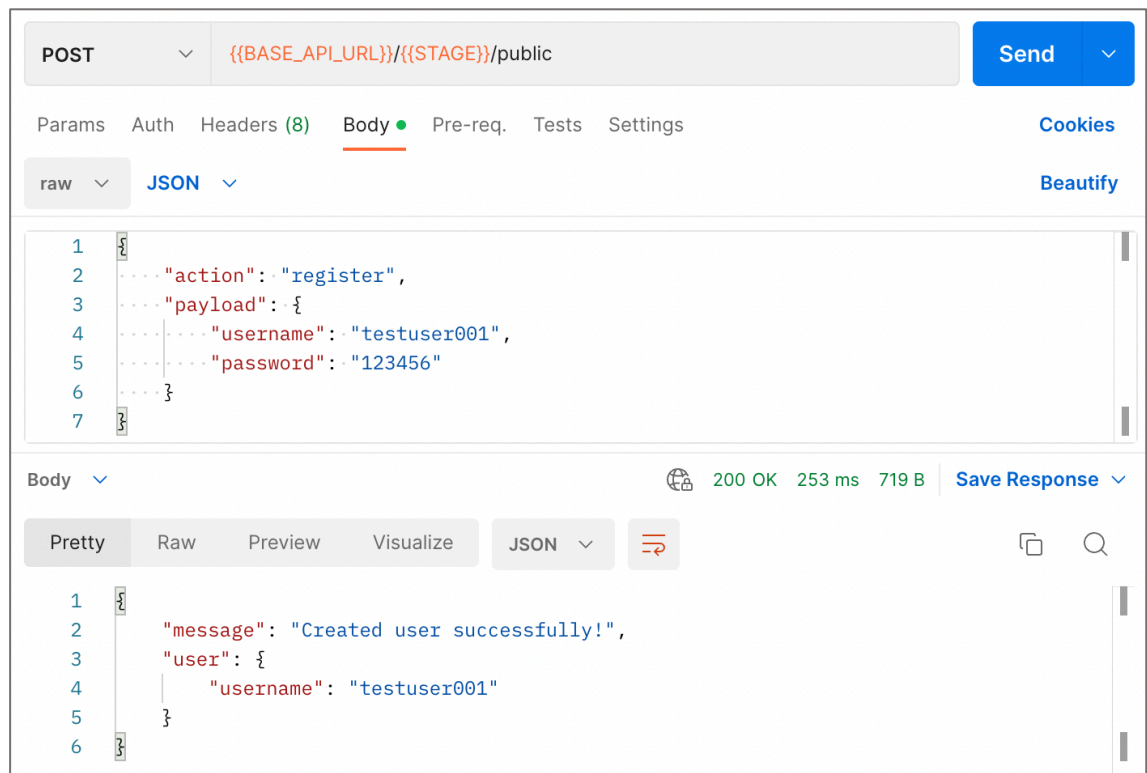 POST {{BASE_API_URL}}/{{STAGE}}/public Send
Params Auth Headers (8) Body Pre-req. Tests Settings Cookies
raw JSON Beautify
1 {
2 "action": "register",
3 "payload": {
4 "username": "testuser001",
5 "password": "123456"
6 }
7 }
Body 200 OK 253 ms 719 B Save Response
Pretty Raw Preview Visualize JSON
1 {
2 "message": "Created user successfully!",
3 "user": {
4 "username": "testuser001"
5 }
6 }